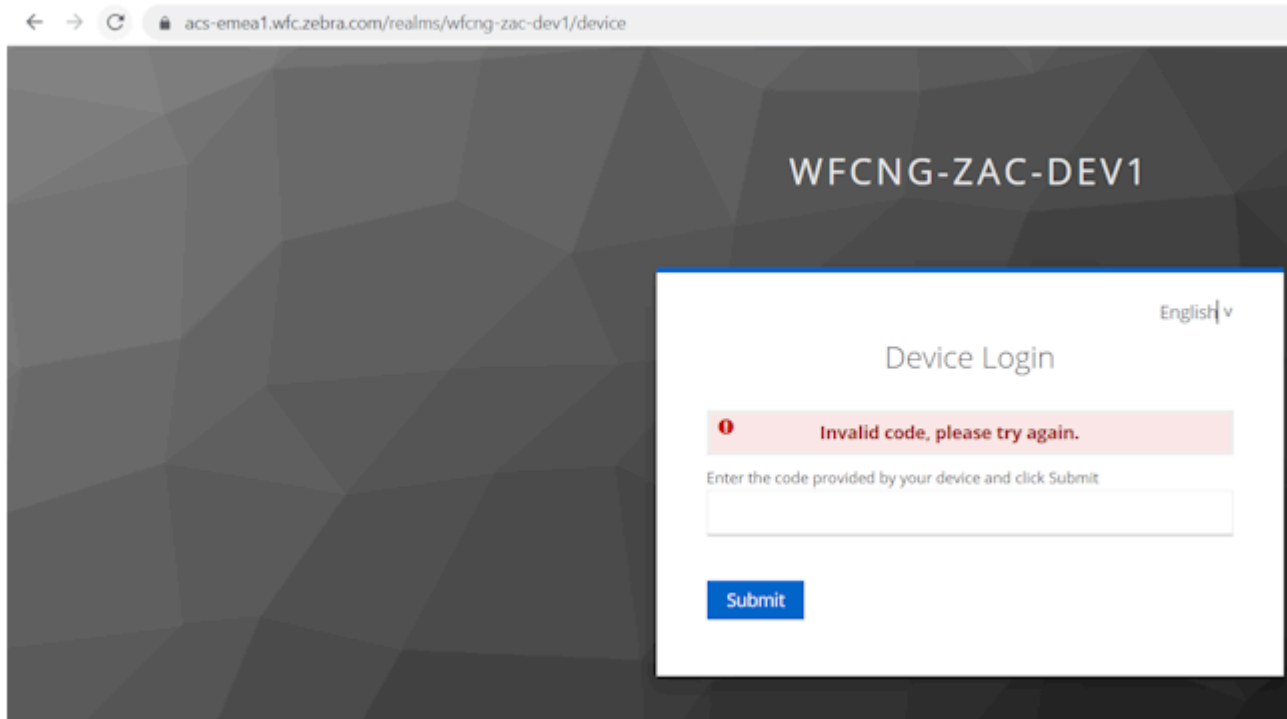 acs-emea1.wfc.zebra.com/realms/wfcng-zac-dev1/device
WFCNG-ZAC-DEV1
English
Device Login
Invalid code, please try again.
Enter the code provided by your device and click Submit
Submit